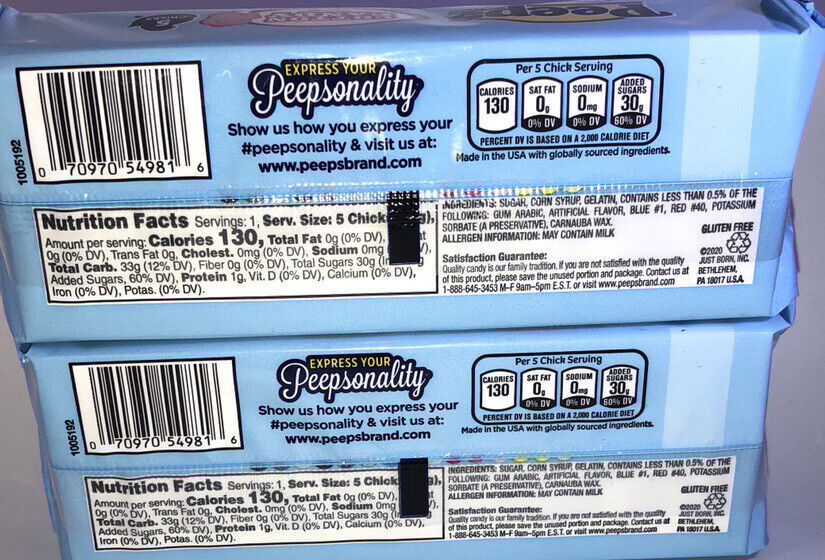 Peeps
EXPRESS YOUR
Peepsonality
Show us how you express your
#peepsonality & visit us at:
www.peepsbrand.com
1005192
0 70970 54981 6
Per 5 Chick Serving
CALORIES 130
SAT FAT 0g 0% DV
SODIUM 0mg 0% DV
ADDED SUGARS 30g 60% DV
PERCENT DV IS BASED ON A 2,000 CALORIE DIET
Made in the USA with globally sourced ingredients.
Nutrition Facts Servings: 1, Serv. Size: 5 Chick g),
Amount per serving: Calories 130, Total Fat 0g (0% DV),
0g (0% DV), Trans Fat 0g, Cholest. 0mg (0% DV), Sodium 0mg
Total Carb. 33g (12% DV), Fiber 0g (0% DV), Total Sugars 30g
Added Sugars, 60% DV), Protein 1g, Vit. D (0% DV), Calcium (0% DV),
Iron (0% DV), Potas. (0% DV).
INGREDIENTS: SUGAR, CORN SYRUP, GELATIN, CONTAINS LESS THAN 0.5% OF THE
FOLLOWING: GUM ARABIC, ARTIFICIAL FLAVOR, BLUE #1, RED #40, POTASSIUM
SORBATE (A PRESERVATIVE), CARNAUBA WAX.
ALLERGEN INFORMATION: MAY CONTAIN MILK
GLUTEN FREE
Satisfaction Guarantee:
Quality candy is our family tradition. If you are not satisfied with the quality
of this product, please save the unused portion and package. Contact us at
1-888-645-3453 M-F 9am-5pm E.S.T. or visit www.peepsbrand.com
©2020
JUST BORN, INC.
BETHLEHEM,
PA 18017 U.S.A.
EXPRESS YOUR
Peepsonality
Show us how you express your
#peepsonality & visit us at:
www.peepsbrand.com
1005192
0 70970 54981 6
Per 5 Chick Serving
CALORIES 130
SAT FAT 0g 0% DV
SODIUM 0mg 0% DV
ADDED SUGARS 30g 60% DV
PERCENT DV IS BASED ON A 2,000 CALORIE DIET
Made in the USA with globally sourced ingredients.
Nutrition Facts Servings: 1, Serv. Size: 5 Chick g),
Amount per serving: Calories 130, Total Fat 0g (0% DV),
0g (0% DV), Trans Fat 0g, Cholest. 0mg (0% DV), Sodium 0mg
Total Carb. 33g (12% DV), Fiber 0g (0% DV), Total Sugars 30g
Added Sugars, 60% DV), Protein 1g, Vit. D (0% DV), Calcium (0% DV),
Iron (0% DV), Potas. (0% DV).
INGREDIENTS: SUGAR, CORN SYRUP, GELATIN, CONTAINS LESS THAN 0.5% OF THE
FOLLOWING: GUM ARABIC, ARTIFICIAL FLAVOR, BLUE #1, RED #40, POTASSIUM
SORBATE (A PRESERVATIVE), CARNAUBA WAX.
ALLERGEN INFORMATION: MAY CONTAIN MILK
GLUTEN FREE
Satisfaction Guarantee:
Quality candy is our family tradition. If you are not satisfied with the quality
of this product, please save the unused portion and package. Contact us at
1-888-645-3453 M-F 9am-5pm E.S.T. or visit www.peepsbrand.com
©2020
JUST BORN, INC.
BETHLEHEM,
PA 18017 U.S.A.